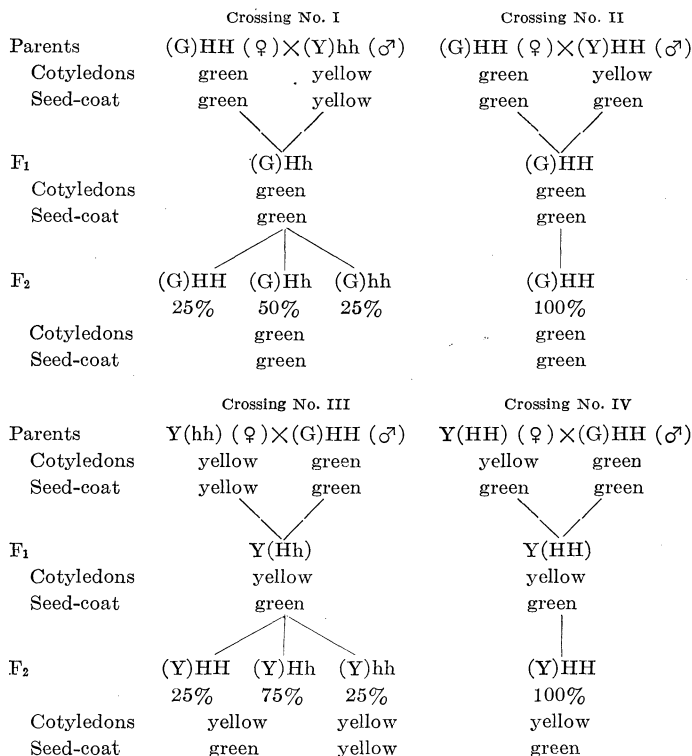 Crossing No. I Crossing No. II
Parents (G)HH (♀)×(Y)hh (♂) (G)HH (♀)×(Y)HH (♂)
Cotyledons green yellow green yellow
Seed-coat green yellow green green
F₁ (G)Hh (G)HH
Cotyledons green green
Seed-coat green green
F₂ (G)HH (G)Hh (G)hh (G)HH
25% 50% 25% 100%
Cotyledons green green
Seed-coat green green
Crossing No. III Crossing No. IV
Parents Y(hh) (♀)×(G)HH (♂) Y(HH) (♀)×(G)HH (♂)
Cotyledons yellow green yellow green
Seed-coat yellow green green green
F₁ Y(Hh) Y(HH)
Cotyledons yellow yellow
Seed-coat green green
F₂ (Y)HH (Y)Hh (Y)hh (Y)HH
25% 75% 25% 100%
Cotyledons yellow yellow yellow
Seed-coat green yellow green